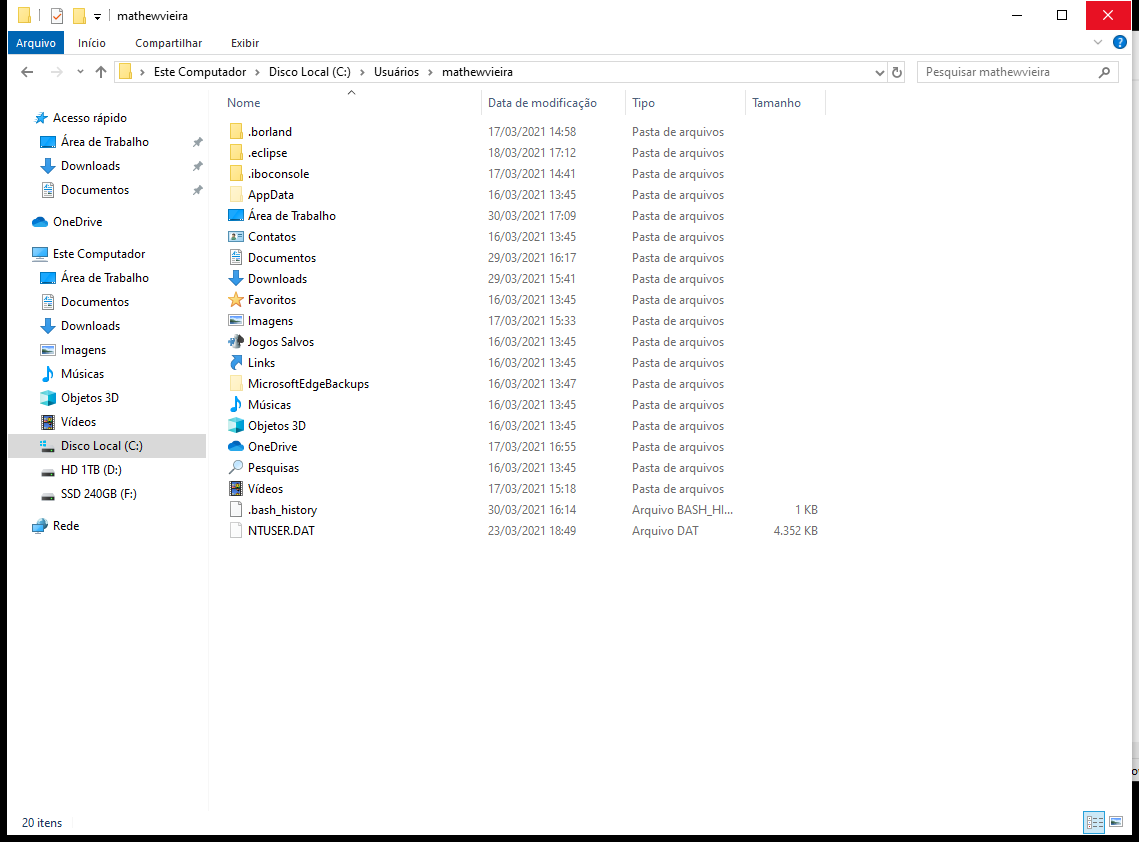 mathewvieira
Arquivo Início Compartilhar Exibir
Este Computador Disco Local (C:) Usuários mathewvieira Pesquisar mathewvieira
Nome Data de modificação Tipo Tamanho
Acesso rápido
Área de Trabalho
Downloads
Documentos
OneDrive
Este Computador
Área de Trabalho
Documentos
Downloads
Imagens
Músicas
Objetos 3D
Vídeos
Disco Local (C:)
HD 1TB (D:)
SSD 240GB (F:)
Rede
.borland 17/03/2021 14:58 Pasta de arquivos
.eclipse 18/03/2021 17:12 Pasta de arquivos
.iboconsole 17/03/2021 14:41 Pasta de arquivos
AppData 16/03/2021 13:45 Pasta de arquivos
Área de Trabalho 30/03/2021 17:09 Pasta de arquivos
Contatos 16/03/2021 13:45 Pasta de arquivos
Documentos 29/03/2021 16:17 Pasta de arquivos
Downloads 29/03/2021 15:41 Pasta de arquivos
Favoritos 16/03/2021 13:45 Pasta de arquivos
Imagens 17/03/2021 15:33 Pasta de arquivos
Jogos Salvos 16/03/2021 13:45 Pasta de arquivos
Links 16/03/2021 13:45 Pasta de arquivos
MicrosoftEdgeBackups 16/03/2021 13:47 Pasta de arquivos
Músicas 16/03/2021 13:45 Pasta de arquivos
Objetos 3D 16/03/2021 13:45 Pasta de arquivos
OneDrive 17/03/2021 16:55 Pasta de arquivos
Pesquisas 16/03/2021 13:45 Pasta de arquivos
Vídeos 17/03/2021 15:18 Pasta de arquivos
.bash_history 30/03/2021 16:14 Arquivo BASH_HI... 1 KB
NTUSER.DAT 23/03/2021 18:49 Arquivo DAT 4.352 KB
20 itens